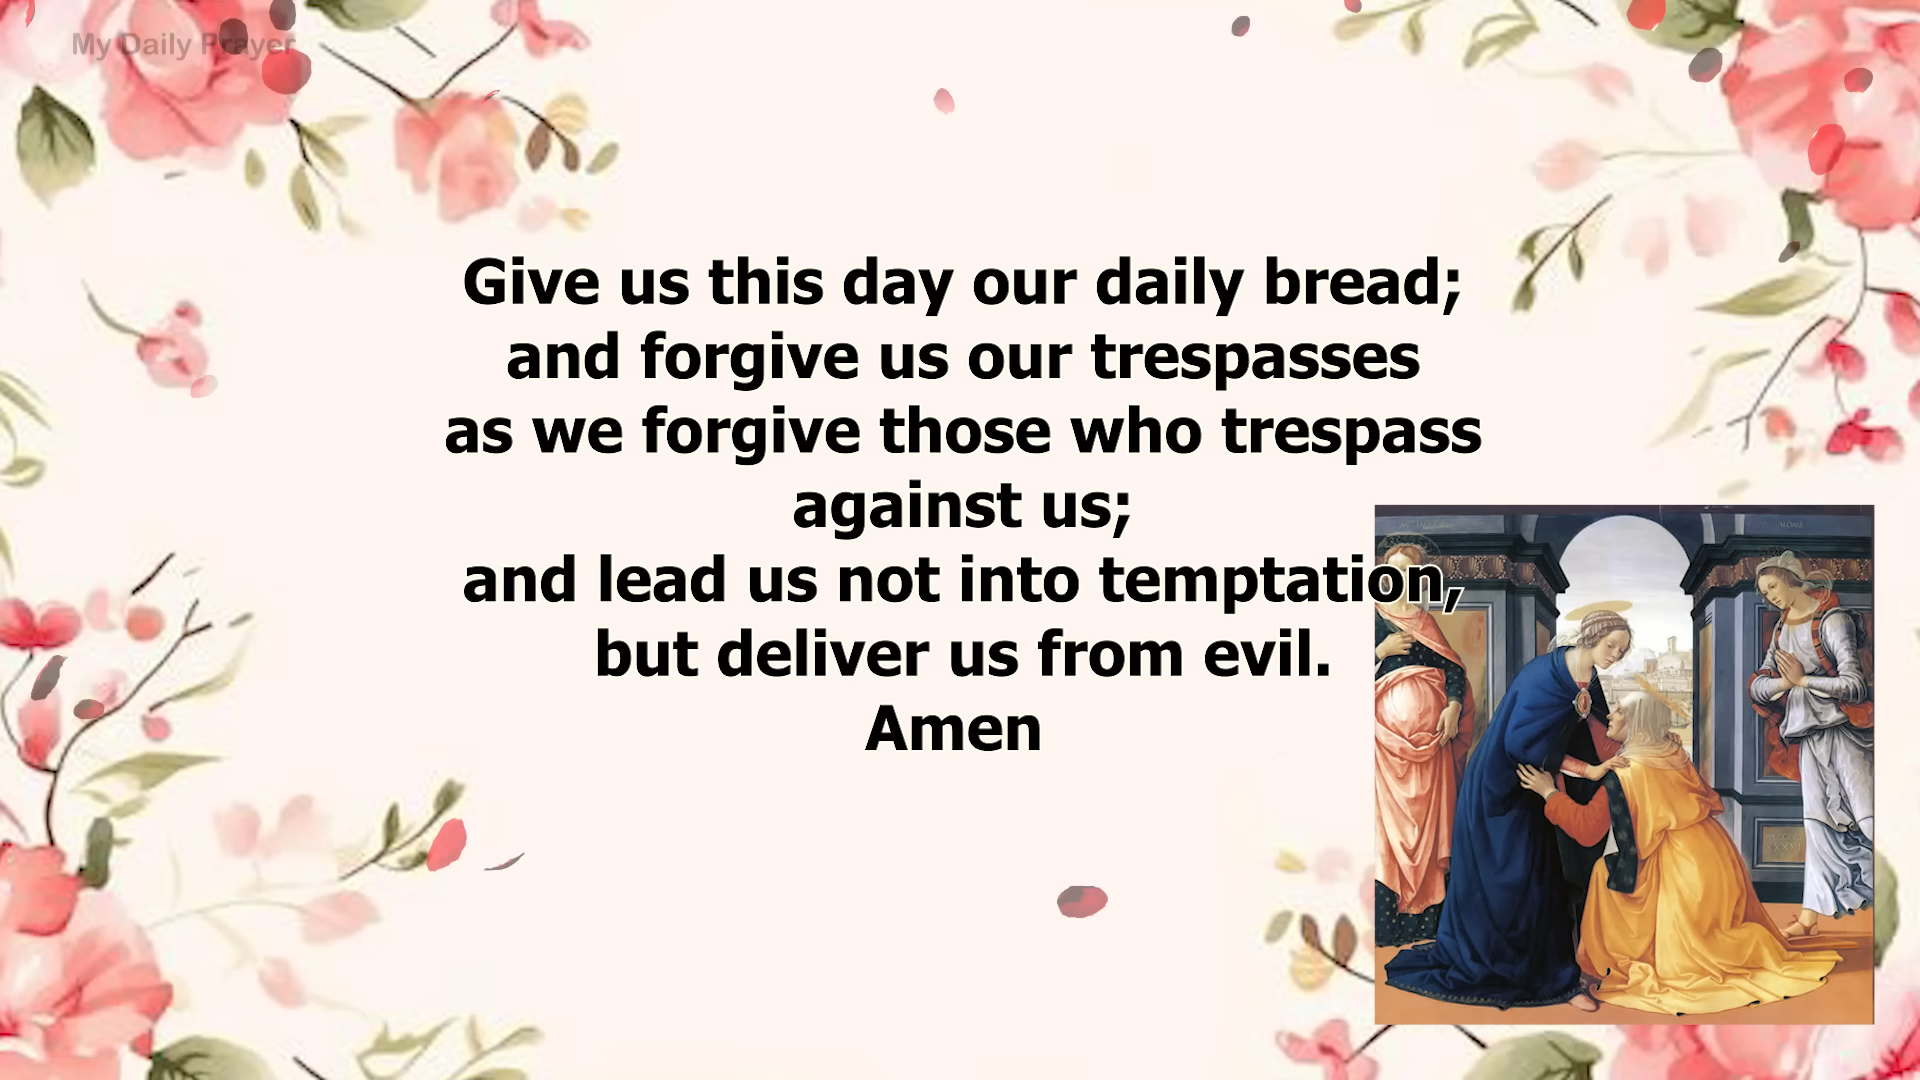 My Daily Prayer
Give us this day our daily bread;
and forgive us our trespasses
as we forgive those who trespass
against us;
and lead us not into temptation,
but deliver us from evil.
Amen